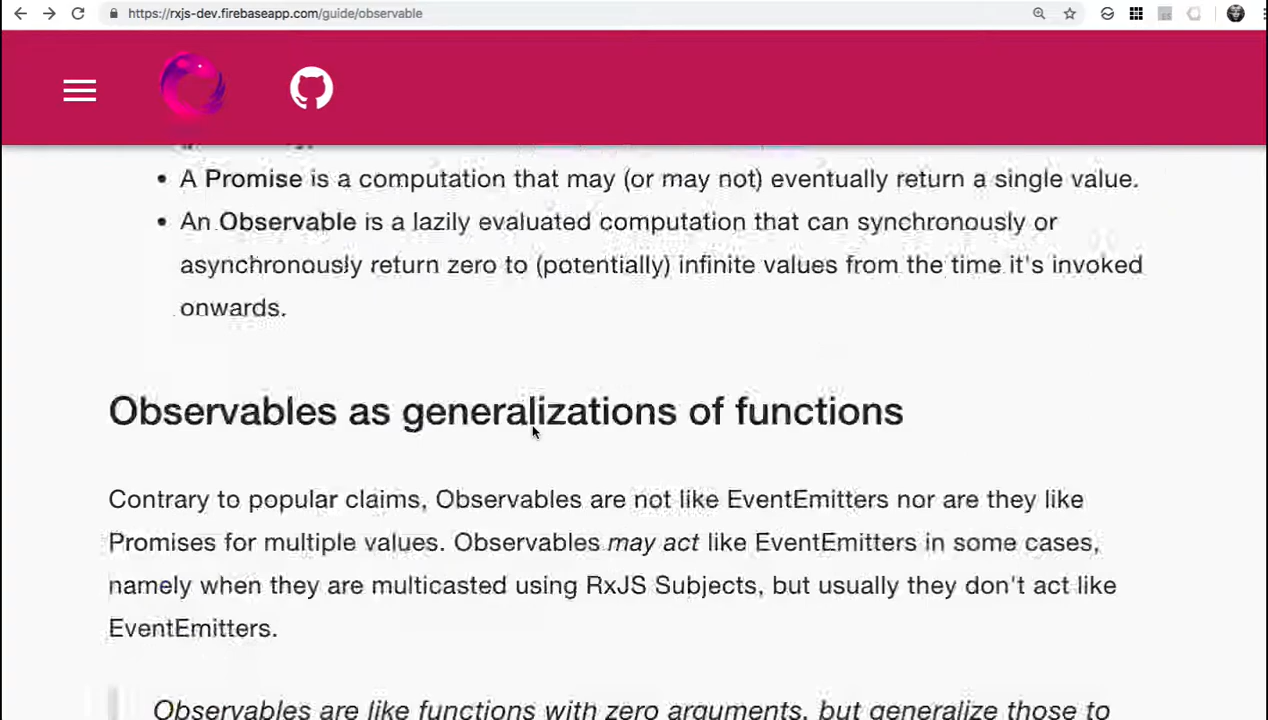 https://rxjs-dev.firebaseapp.com/guide/observable
• A Promise is a computation that may (or may not) eventually return a single value.
• An Observable is a lazily evaluated computation that can synchronously or
asynchronously return zero to (potentially) infinite values from the time it's invoked
onwards.
Observables as generalizations of functions
Contrary to popular claims, Observables are not like EventEmitters nor are they like
Promises for multiple values. Observables may act like EventEmitters in some cases,
namely when they are multicasted using RxJS Subjects, but usually they don't act like
EventEmitters.
Observables are like functions with zero arguments, but generalize those to